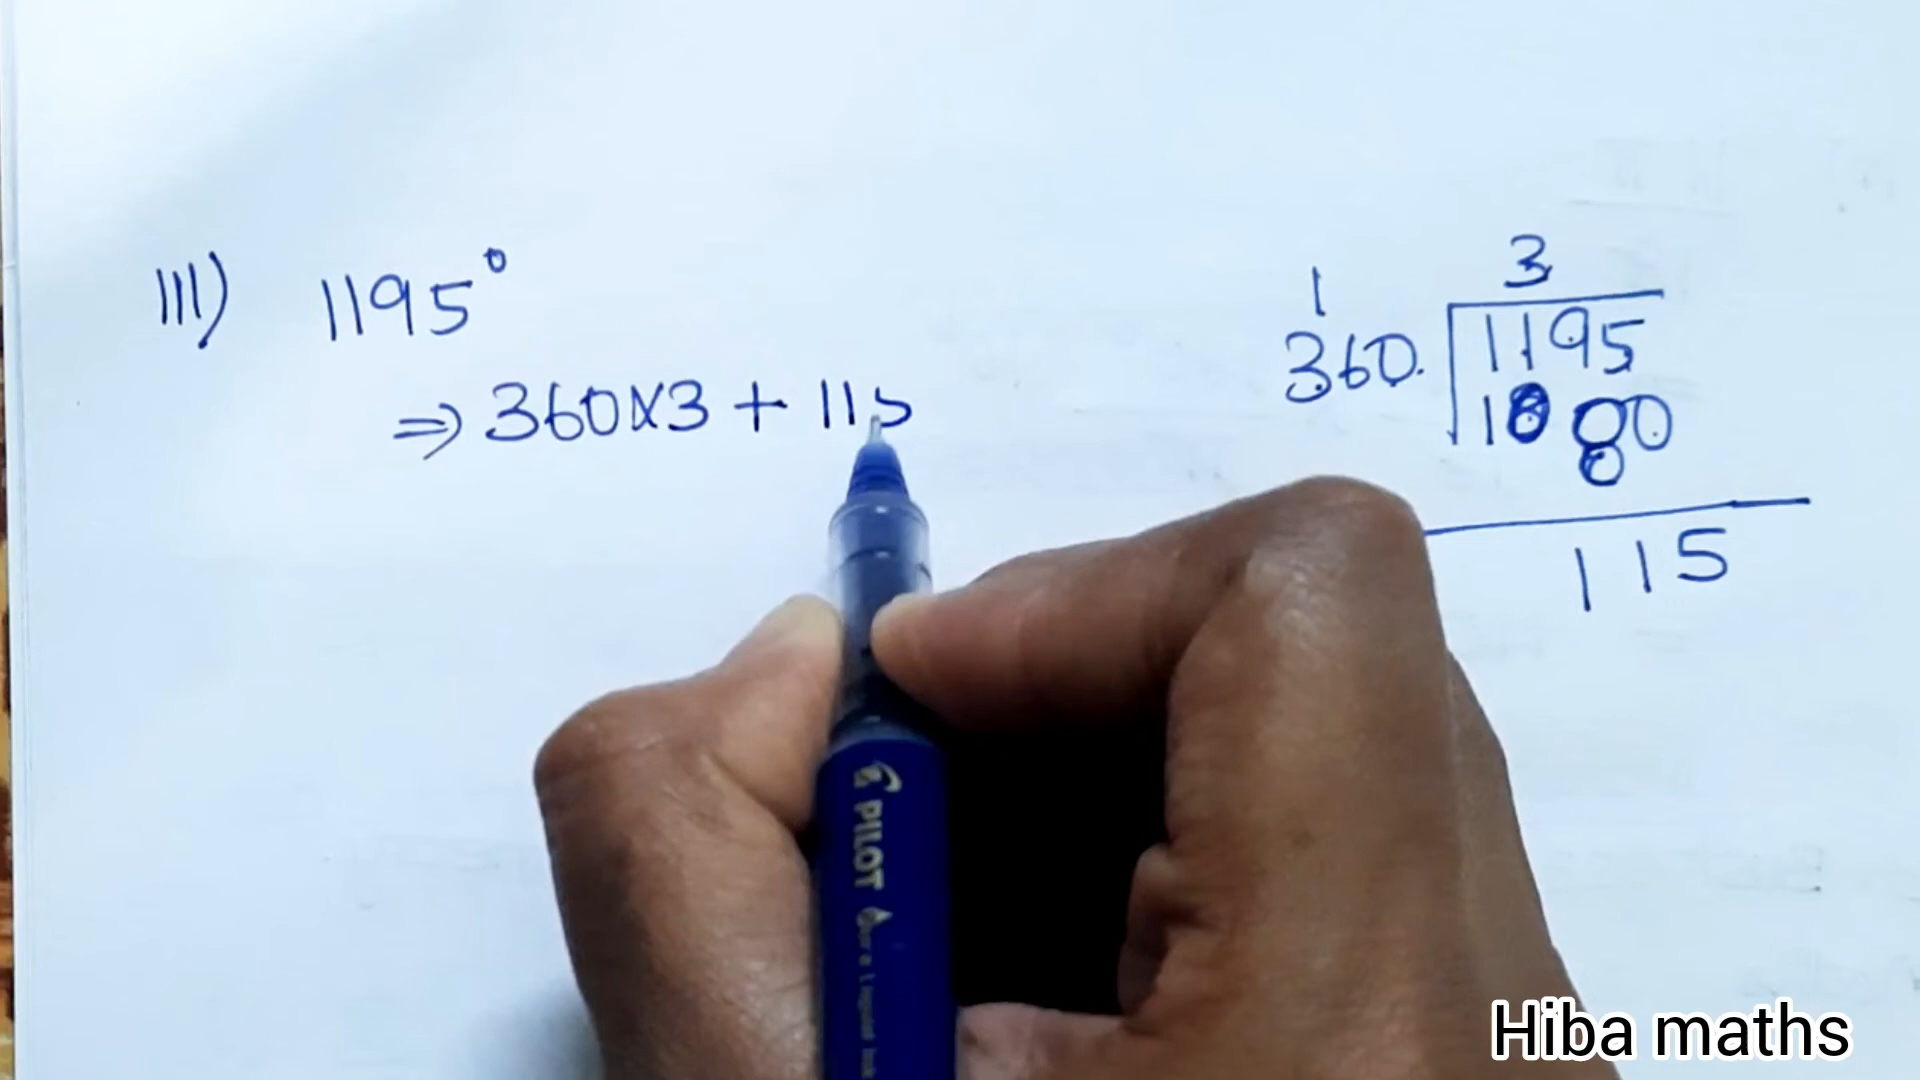 III) 1195°
⇒ 360×3 + 115
1
3
360. 1195
1080
115
PILOT
Hiba maths